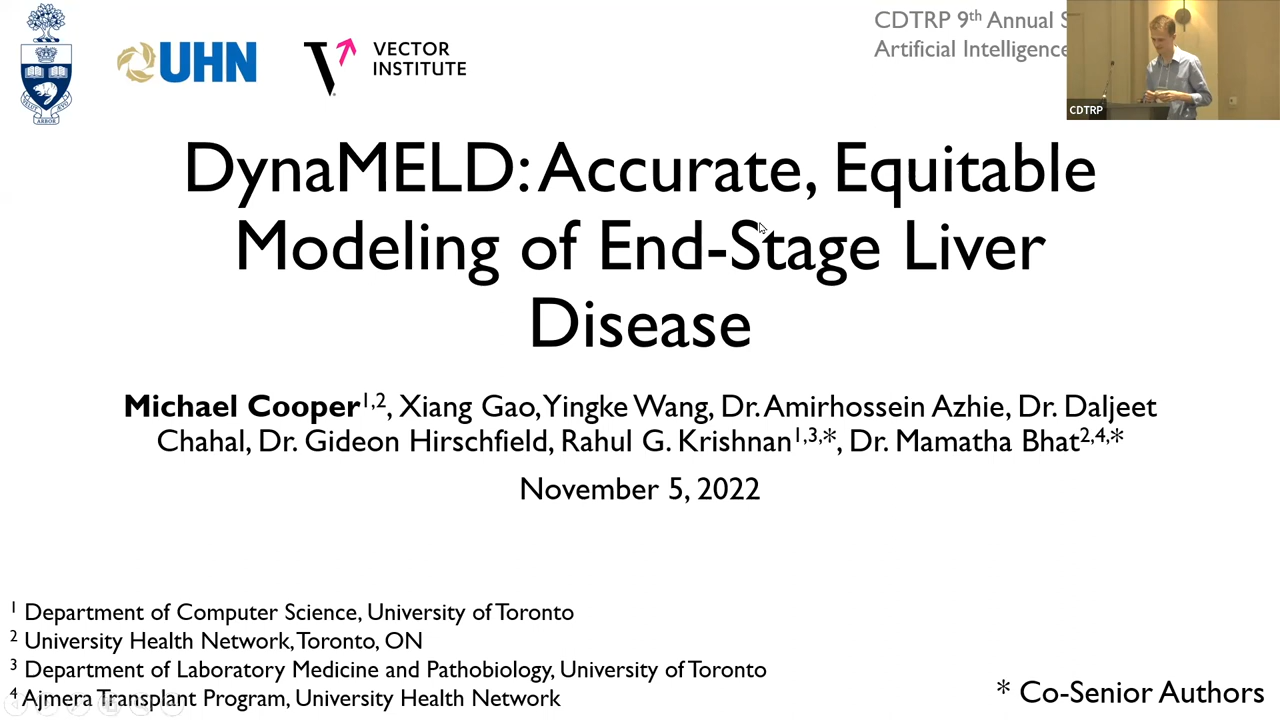 UHN
VECTOR
INSTITUTE
CDTRP 9th Annual
Artificial Intelligence
CDTRP
DynaMELD: Accurate, Equitable
Modeling of End-Stage Liver
Disease
Michael Cooper1,2, Xiang Gao, Yingke Wang, Dr. Amirhossein Azhie, Dr. Daljeet
Chahal, Dr. Gideon Hirschfield, Rahul G. Krishnan1,3,*, Dr. Mamatha Bhat2,4,*
November 5, 2022
1 Department of Computer Science, University of Toronto
2 University Health Network, Toronto, ON
3 Department of Laboratory Medicine and Pathobiology, University of Toronto
4 Ajmera Transplant Program, University Health Network
* Co-Senior Authors